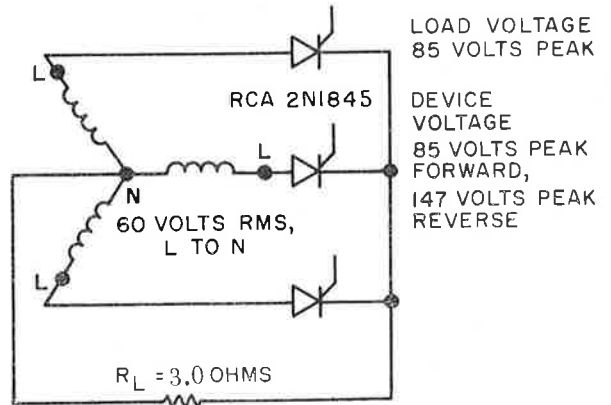 LOAD VOLTAGE
85 VOLTS PEAK
L
RCA 2N1845
DEVICE
VOLTAGE
85 VOLTS PEAK
FORWARD,
147 VOLTS PEAK
REVERSE
L
N
60 VOLTS RMS,
L TO N
L
RL = 3.0 OHMS